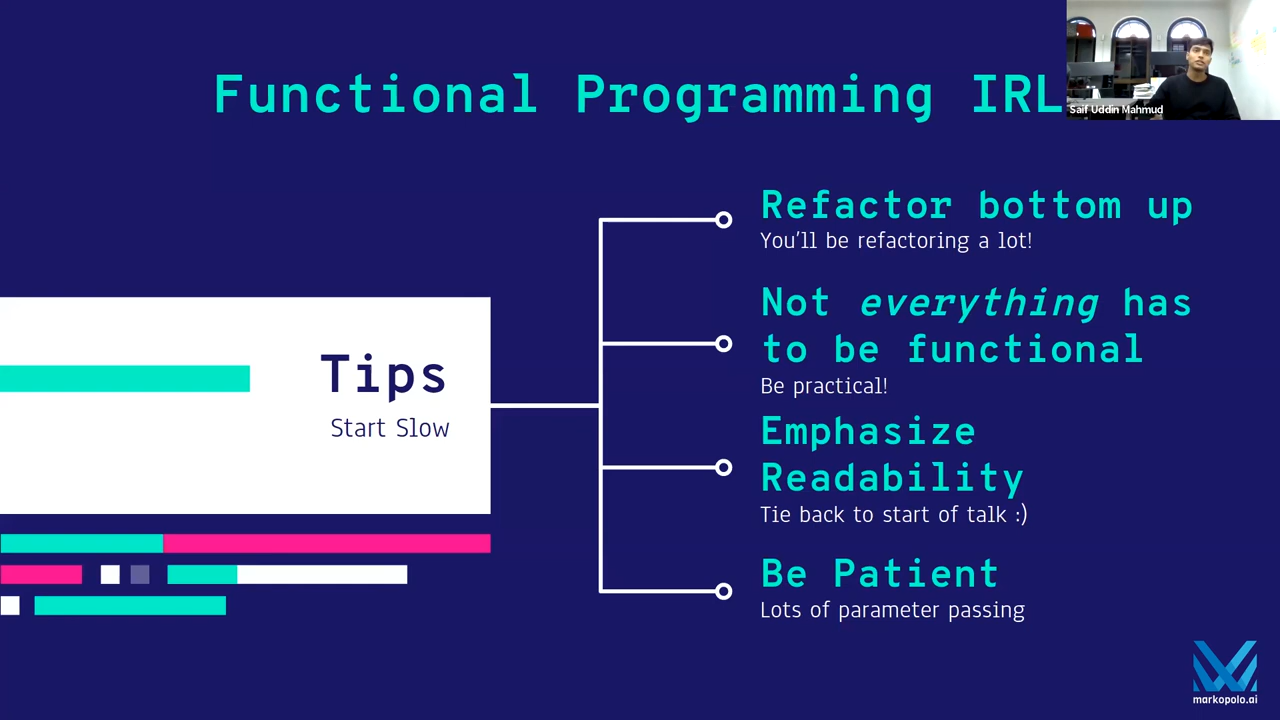 Functional Programming IRL
Saif Uddin Mahmud
Tips
Start Slow
Refactor bottom up
You'll be refactoring a lot!
Not everything has
to be functional
Be practical!
Emphasize
Readability
Tie back to start of talk :)
Be Patient
Lots of parameter passing
markopolo.ai